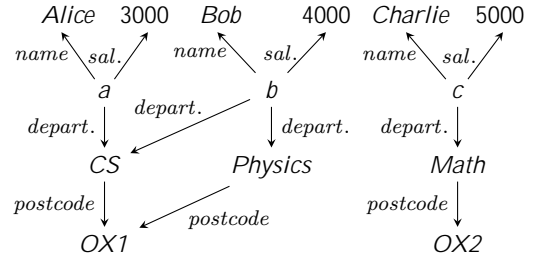 Alice 3000 Bob 4000 Charlie 5000
name sal. name sal. name sal.
a b c
depart. depart. depart. depart.
CS Physics Math
postcode postcode postcode
OX1 OX2